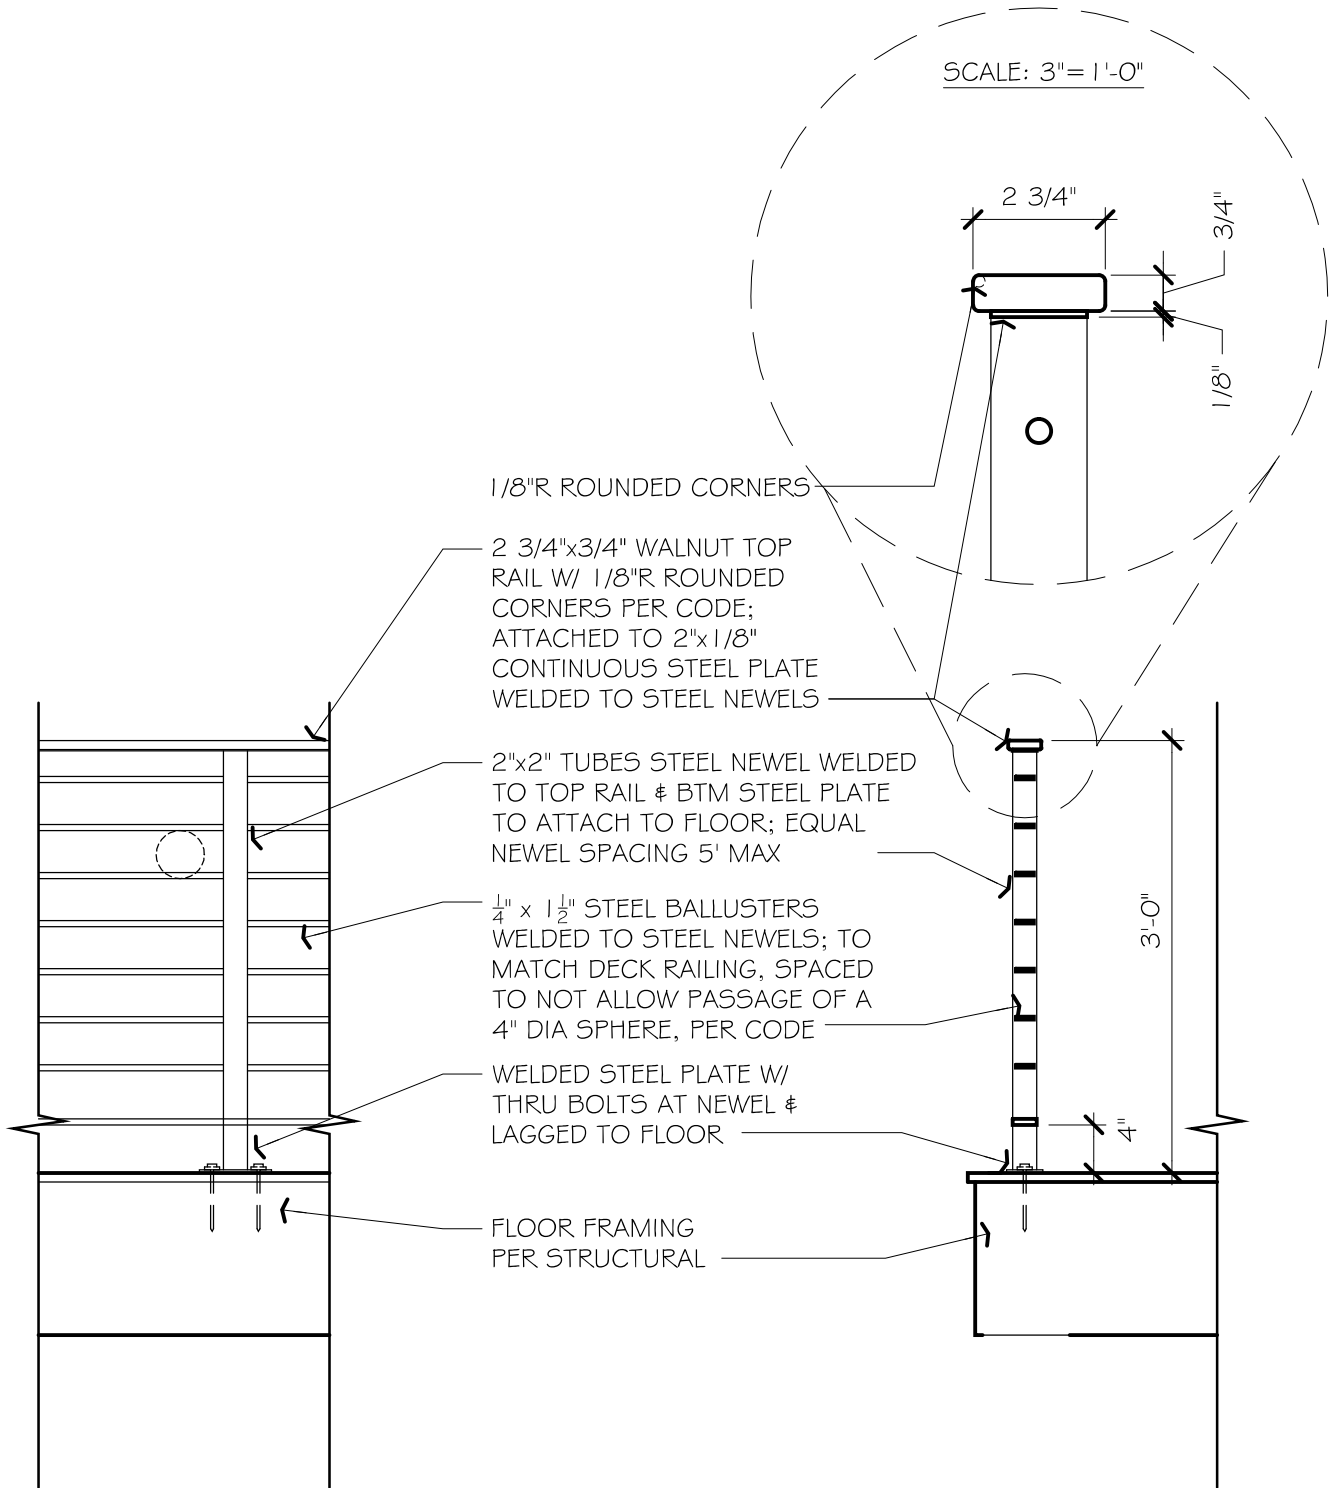 SCALE: 3"=1'-0"
2 3/4"
3/4"
1/8"
1/8"R ROUNDED CORNERS
2 3/4"x3/4" WALNUT TOP
RAIL W/ 1/8"R ROUNDED
CORNERS PER CODE;
ATTACHED TO 2"x1/8"
CONTINUOUS STEEL PLATE
WELDED TO STEEL NEWELS
2"x2" TUBES STEEL NEWEL WELDED
TO TOP RAIL & BTM STEEL PLATE
TO ATTACH TO FLOOR; EQUAL
NEWEL SPACING 5' MAX
1/4" x 1 1/2" STEEL BALLUSTERS
WELDED TO STEEL NEWELS; TO
MATCH DECK RAILING, SPACED
TO NOT ALLOW PASSAGE OF A
4" DIA SPHERE, PER CODE
WELDED STEEL PLATE W/
THRU BOLTS AT NEWEL &
LAGGED TO FLOOR
FLOOR FRAMING
PER STRUCTURAL
3'-0"
4"